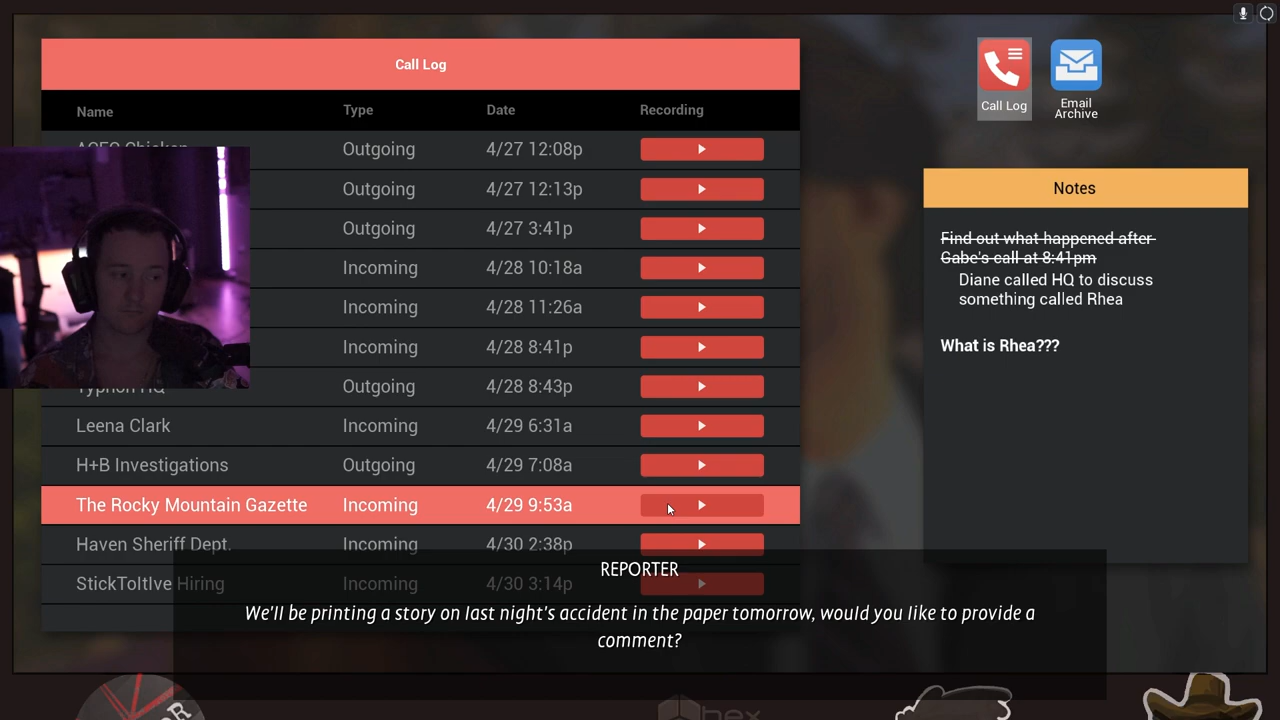 Call Log
Name Type Date Recording
ACES Chicken Outgoing 4/27 12:08p
Outgoing 4/27 12:13p
Outgoing 4/27 3:41p
Incoming 4/28 10:18a
Incoming 4/28 11:26a
Incoming 4/28 8:41p
Typhon HQ Outgoing 4/28 8:43p
Leena Clark Incoming 4/29 6:31a
H+B Investigations Outgoing 4/29 7:08a
The Rocky Mountain Gazette Incoming 4/29 9:53a
Haven Sheriff Dept. Incoming 4/30 2:38p
StickToItIve Hiring Incoming 4/30 3:14p
REPORTER
We'll be printing a story on last night's accident in the paper tomorrow, would you like to provide a
comment?
Call Log
Email
Archive
Notes
Find out what happened after
Gabe's call at 8:41pm
Diane called HQ to discuss
something called Rhea
What is Rhea???
hex